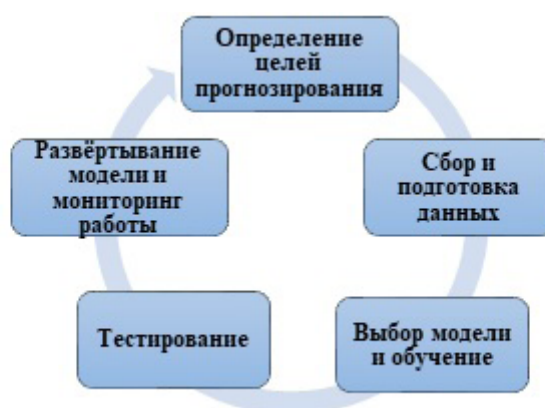 Определение
целей
прогнозирования
Сбор и
подготовка
данных
Выбор модели
и обучение
Тестирование
Развёртывание
модели и
мониторинг
работы